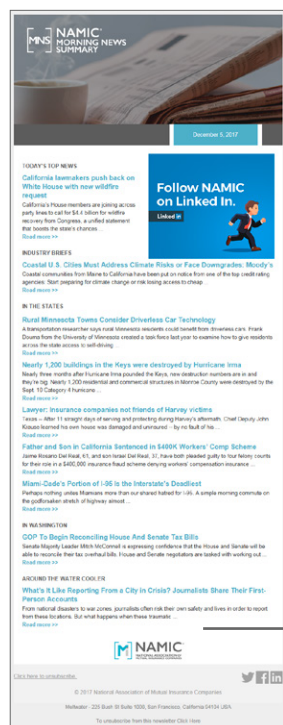 MNS
NAMIC
MORNING NEWS
SUMMARY
December 5, 2017
TODAY'S TOP NEWS
California lawmakers push back on
White House with new wildfire
request
California's House members are joining across
party lines to call for $4.4 billion for wildfire
recovery from Congress, a unified statement
that boosts the state's chances ...
Read more >>
Follow NAMIC
on Linked In.
Linked in
INDUSTRY BRIEFS
Coastal U.S. Cities Must Address Climate Risks or Face Downgrades: Moody's
Coastal communities from Maine to California have been put on notice from one of the top credit rating
agencies: Start preparing for climate change or risk losing access to cheap ...
Read more >>
IN THE STATES
Rural Minnesota Towns Consider Driverless Car Technology
A transportation researcher says rural Minnesota residents could benefit from driverless cars. Frank
Douma from the University of Minnesota created a task force last year to examine how to give residents
across the state access to self-driving ...
Read more >>
Nearly 1,200 buildings in the Keys were destroyed by Hurricane Irma
Nearly three months after Hurricane Irma pounded the Keys, new destruction numbers are in and
they're big. Nearly 1,200 residential and commercial structures in Monroe County were destroyed by the
Sept. 10 Category 4 hurricane ...
Read more >>
Lawyer: Insurance companies not friends of Harvey victims
Texas – After 11 straight days of serving and protecting during Harvey's aftermath, Chief Deputy John
Krouse learned his own house was damaged and uninsured – by no fault of his ...
Read more >>
Father and Son in California Sentenced in $400K Workers' Comp Scheme
Jaime Rosario Del Real, 61, and son Israel Del Real, 37, have both pleaded guilty to four felony counts
for their role in a $400,000 insurance fraud scheme denying workers' compensation insurance ...
Read more >>
Miami-Dade's Portion of I-95 is the Interstate's Deadliest
Perhaps nothing unites Miamians more than our shared hatred for I-95. A simple morning commute on
the godforsaken stretch of highway almost ...
Read more >>
IN WASHINGTON
GOP To Begin Reconciling House And Senate Tax Bills
Senate Majority Leader Mitch McConnell is expressing confidence that the House and Senate will be
able to reconcile their tax overhaul bills. House and Senate negotiators are tasked with working out ...
Read more >>
AROUND THE WATER COOLER
What's It Like Reporting From a City in Crisis? Journalists Share Their First-
Person Accounts
From natural disasters to war zones, journalists often risk their own safety and lives in order to report
from these locations. But what happens when those traumatic ...
Read more >>
NAMIC
Click here to unsubscribe.
© 2017 National Association of Mutual Insurance Companies
Meltwater - 225 Bush St Suite 1000, San Francisco, California 94104 USA
To unsubscribe from this newsletter Click Here